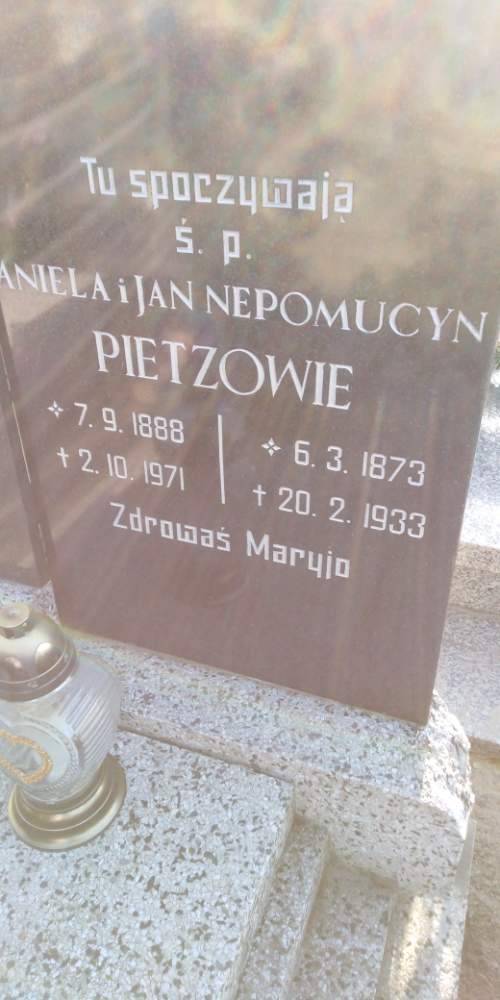 Tu spoczywają
ś. p.
ANIELA i JAN NEPOMUCYN
PIETZOWIE
7. 9. 1888
† 2. 10. 1971
6. 3. 1873
† 20. 2. 1933
Zdrowaś Maryjo